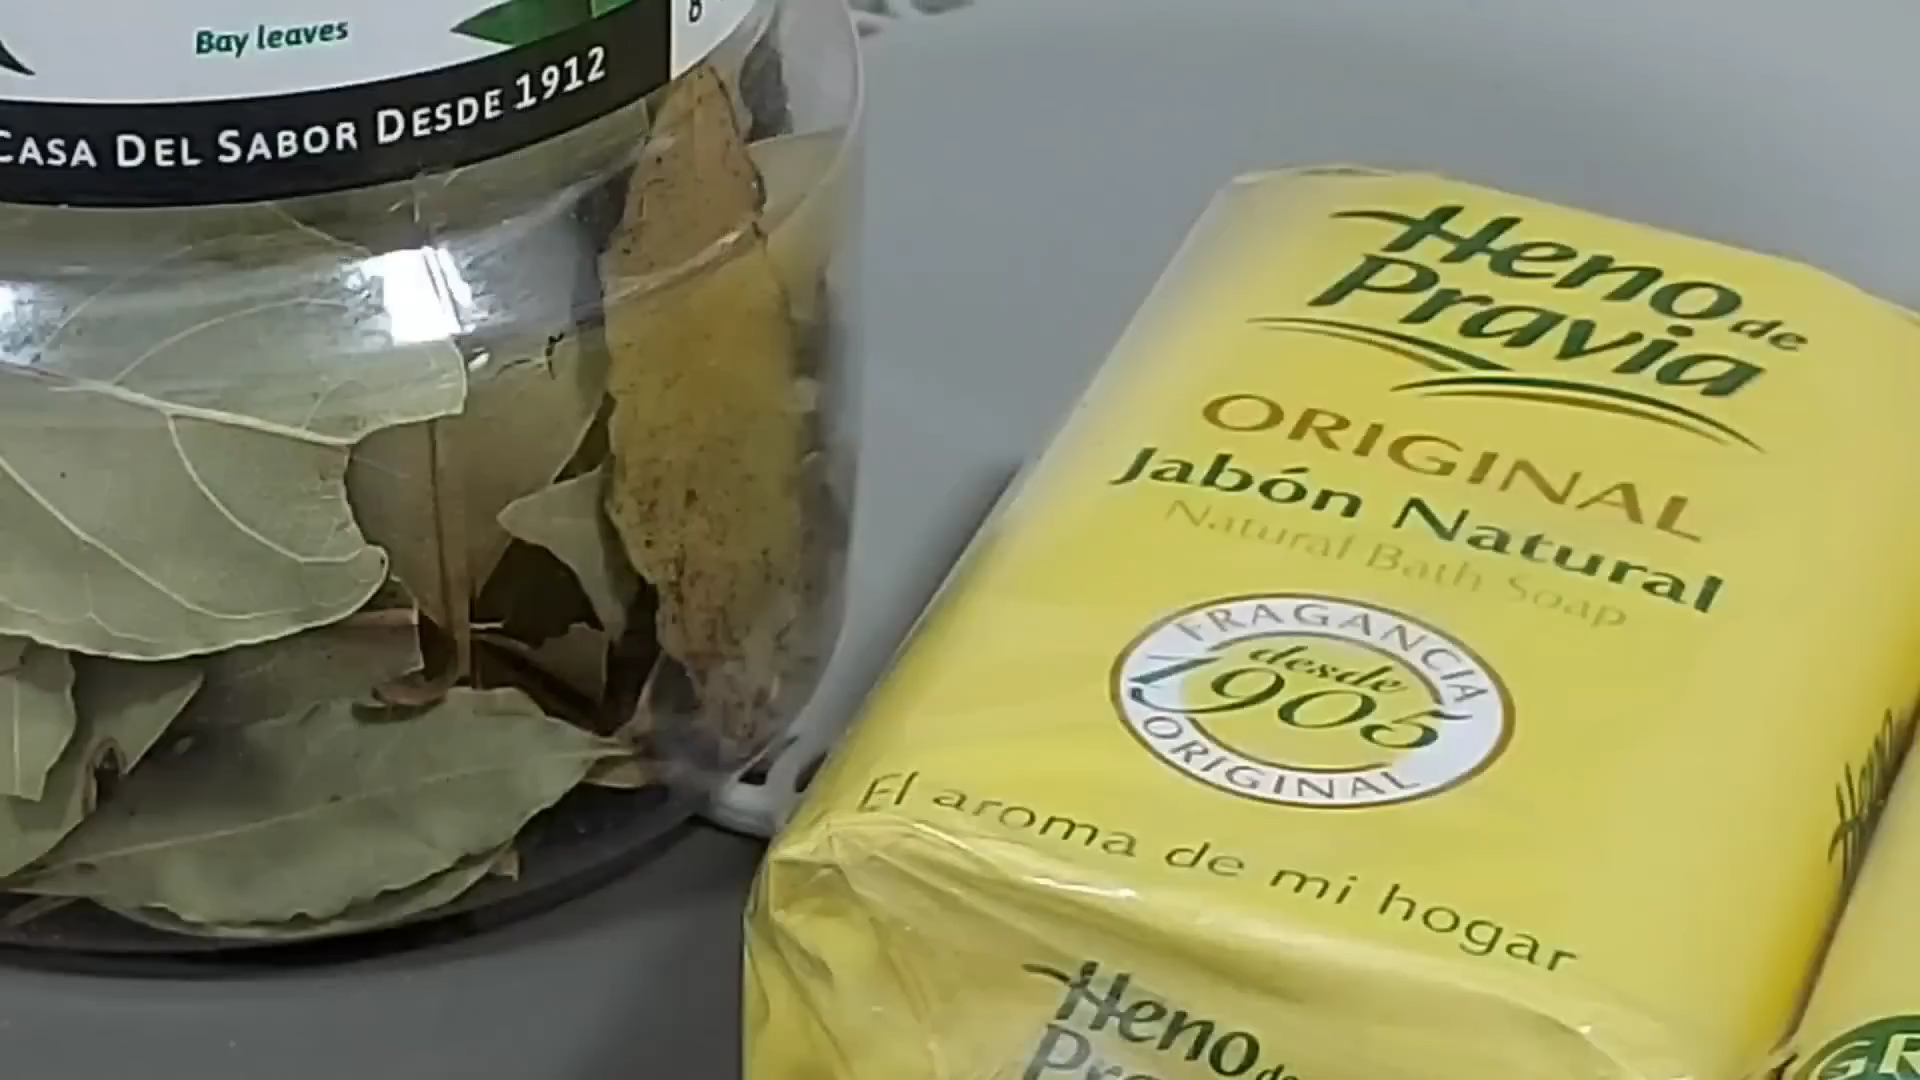 Bay leaves
CASA DEL SABOR DESDE 1912
8
Heno de
Pravia
ORIGINAL
Jabón Natural
Natural Bath Soap
FRAGANCIA
desde
1905
ORIGINAL
El aroma de mi hogar
Heno de